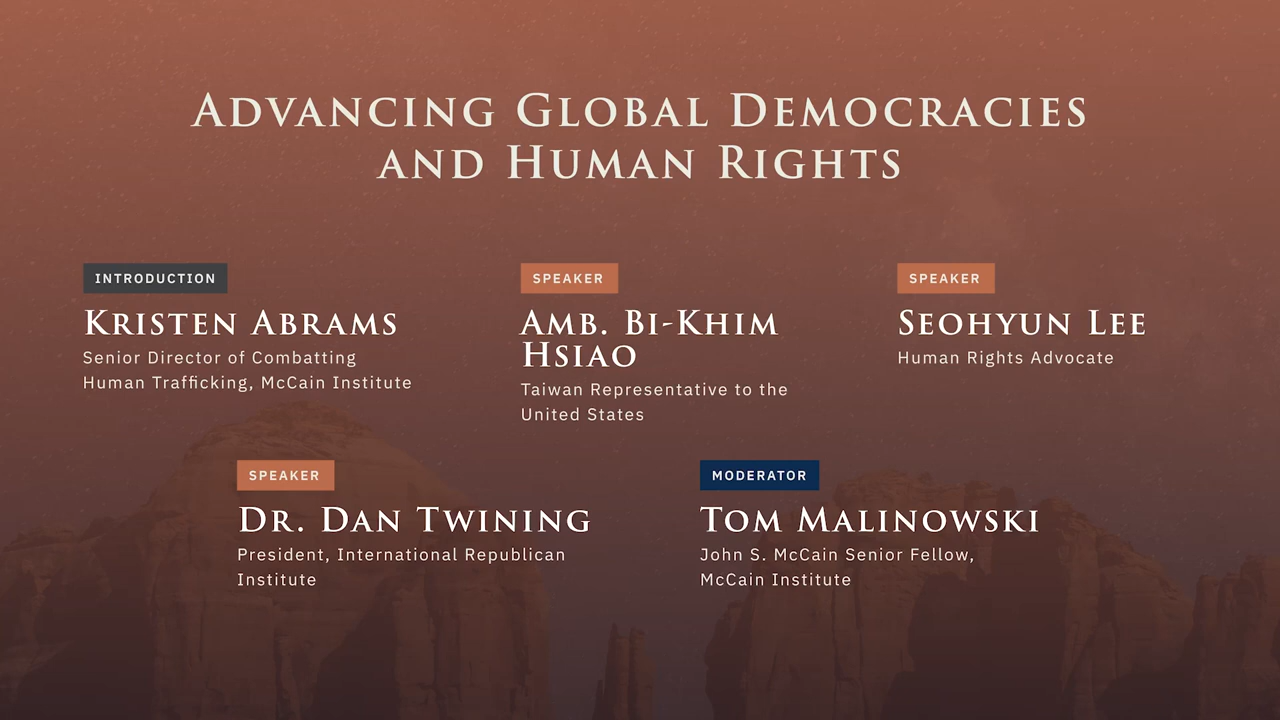 Advancing Global Democracies
and Human Rights
INTRODUCTION
Kristen Abrams
Senior Director of Combatting
Human Trafficking, McCain Institute
SPEAKER
Amb. Bi-Khim
Hsiao
Taiwan Representative to the
United States
SPEAKER
Seohyun Lee
Human Rights Advocate
SPEAKER
Dr. Dan Twining
President, International Republican
Institute
MODERATOR
Tom Malinowski
John S. McCain Senior Fellow,
McCain Institute